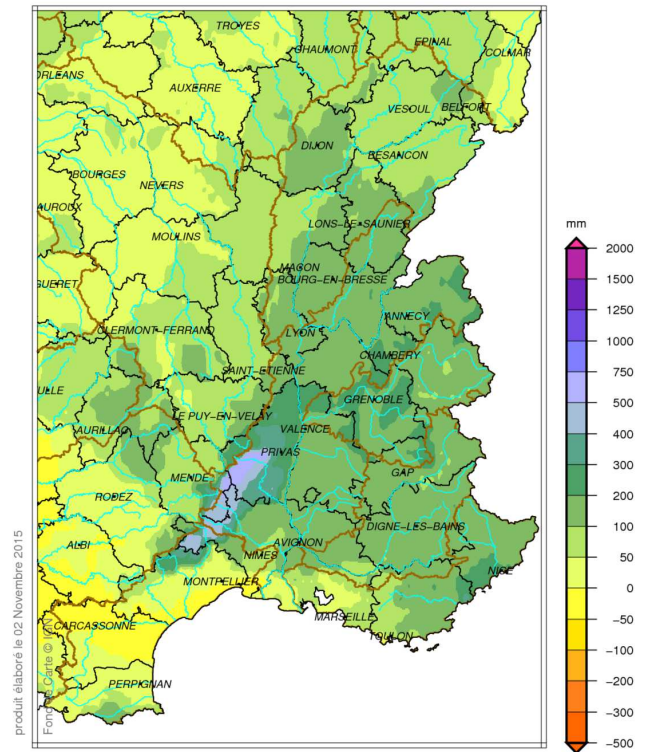 TROYES
CHAUMONT
EPINAL
COLMAR
ORLEANS
AUXERRE
VESOUL
BELFORT
DIJON
BESANCON
BOURGES
NEVERS
AUROUX
LONS-LE-SAUNIER
MOULINS
MACON
BOURG-EN-BRESSE
GUERET
ANNECY
CLERMONT-FERRAND
LYON
CHAMBERY
SAINT-ETIENNE
ULLE
GRENOBLE
LE PUY-EN-VELAY
AURILLAC
VALENCE
PRIVAS
MENDE
GAP
RODEZ
DIGNE-LES-BAINS
ALBI
AVIGNON
NIMES
NICE
MONTPELLIER
MARSEILLE
CARCASSONNE
TOULON
PERPIGNAN
produit élaboré le 02 Novembre 2015
Fond de Carte © IGN
mm
2000
1500
1250
1000
750
500
400
300
200
100
50
0
−50
−100
−200
−300
−500